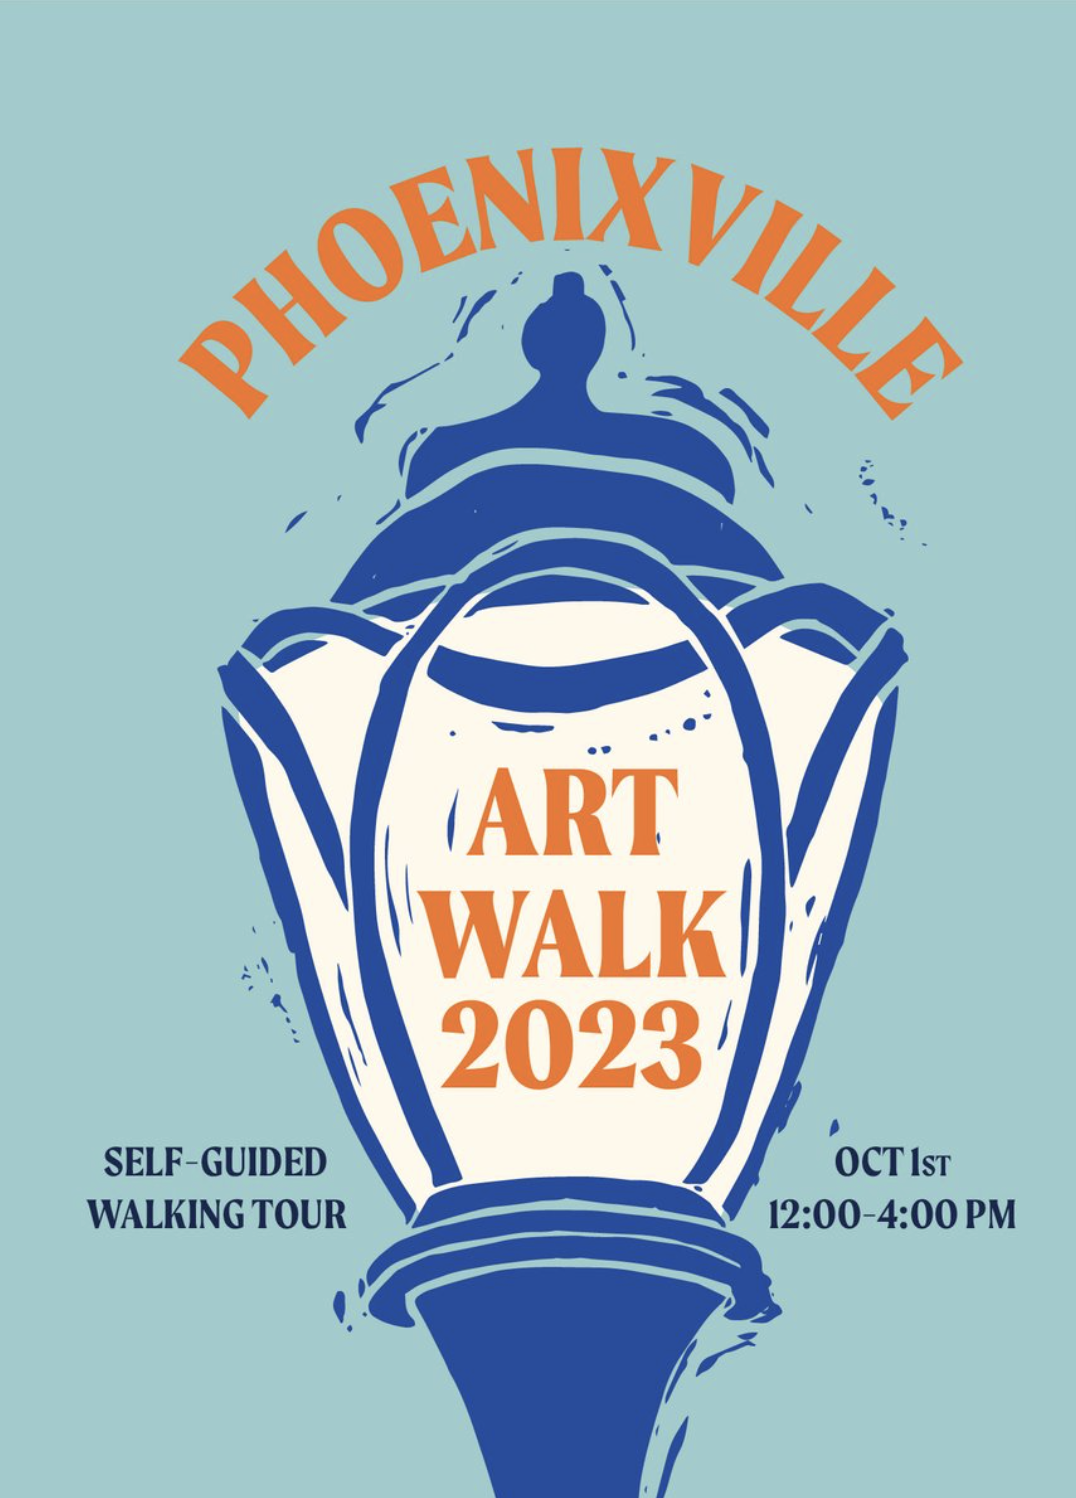 PHOENIXVILLE
ART
WALK
2023
SELF-GUIDED
WALKING TOUR
OCT 1ST
12:00-4:00 PM